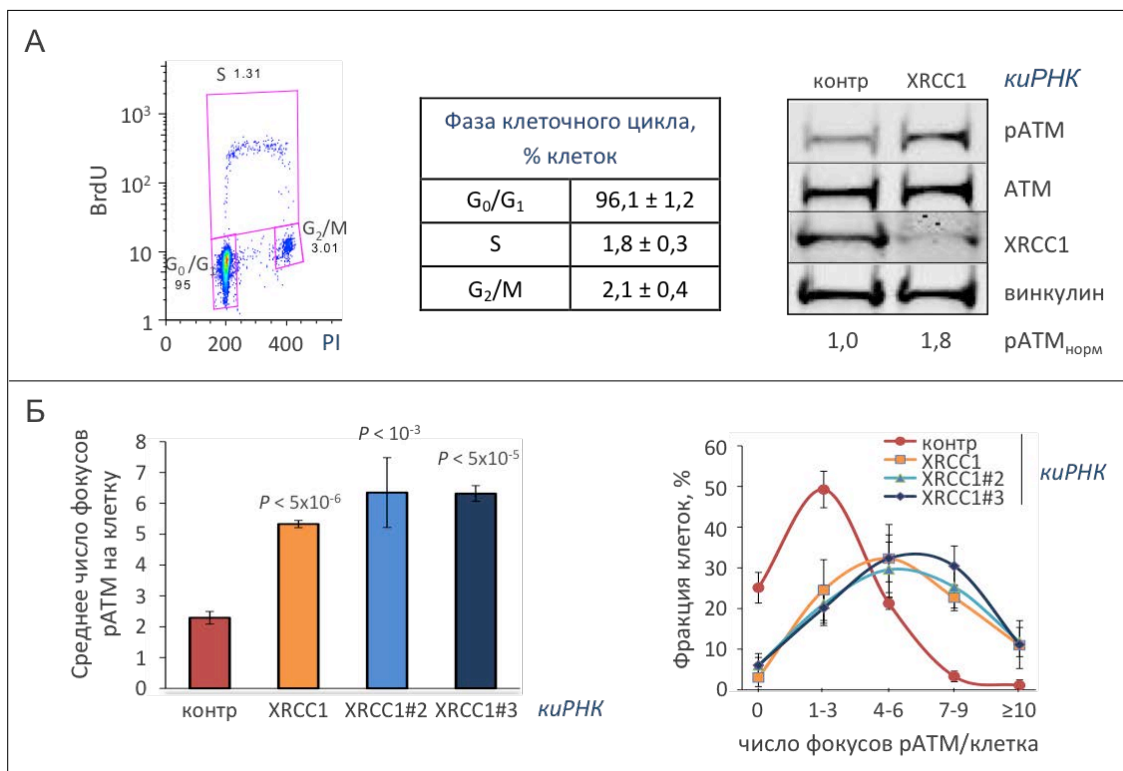 А
S 1.31
BrdU
10³
10²
10
1
G₀/G
95
G₂/M
3.01
0
200
400
PI
Фаза клеточного цикла,
% клеток
G₀/G₁ 96,1 ± 1,2
S 1,8 ± 0,3
G₂/M 2,1 ± 0,4
контр XRCC1 киРНК
pATM
ATM
XRCC1
винкулин
1,0 1,8 pATMнорм
Б
Среднее число фокусов
pATM на клетку
8
7
6
5
4
3
2
1
0
P < 5x10⁻⁶
P < 10⁻³
P < 5x10⁻⁵
контр XRCC1 XRCC1#2 XRCC1#3 киРНК
Фракция клеток, %
60
50
40
30
20
10
0
контр
XRCC1
XRCC1#2
XRCC1#3
киРНК
0 1-3 4-6 7-9 ≥10
число фокусов pATM/клетка